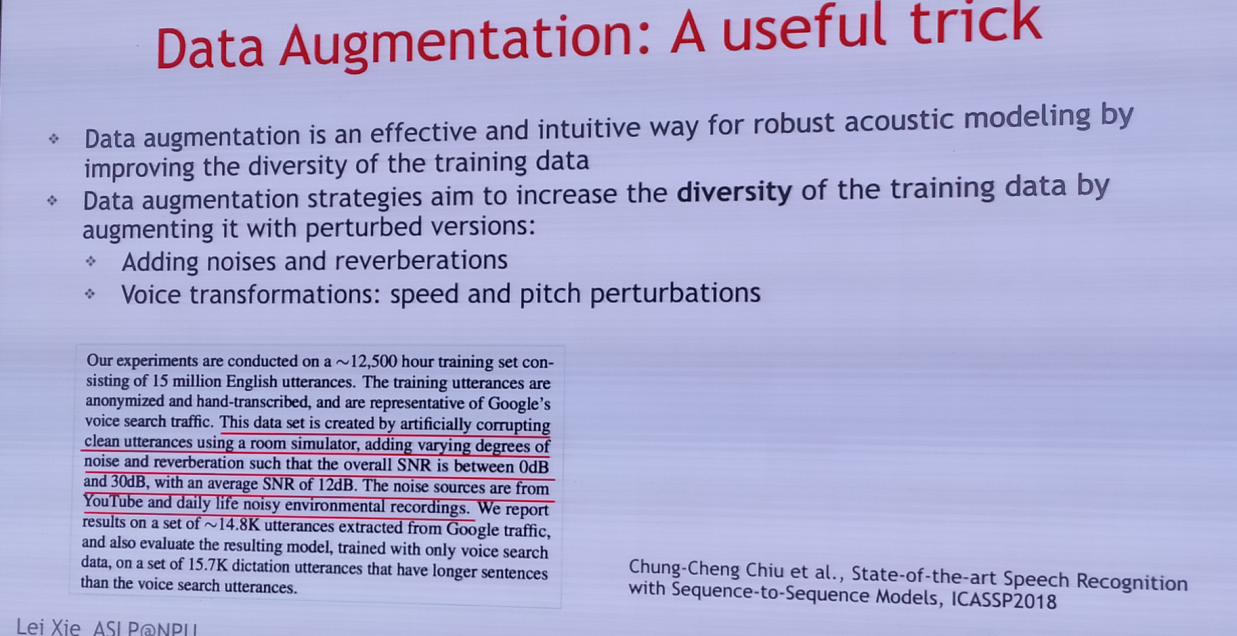 Data Augmentation: A useful trick
Data augmentation is an effective and intuitive way for robust acoustic modeling by
improving the diversity of the training data
Data augmentation strategies aim to increase the diversity of the training data by
augmenting it with perturbed versions:
Adding noises and reverberations
Voice transformations: speed and pitch perturbations
Our experiments are conducted on a ~12,500 hour training set con-
sisting of 15 million English utterances. The training utterances are
anonymized and hand-transcribed, and are representative of Google's
voice search traffic. This data set is created by artificially corrupting
clean utterances using a room simulator, adding varying degrees of
noise and reverberation such that the overall SNR is between 0dB
and 30dB, with an average SNR of 12dB. The noise sources are from
YouTube and daily life noisy environmental recordings. We report
results on a set of ~14.8K utterances extracted from Google traffic,
and also evaluate the resulting model, trained with only voice search
data, on a set of 15.7K dictation utterances that have longer sentences
than the voice search utterances.
Chung-Cheng Chiu et al., State-of-the-art Speech Recognition
with Sequence-to-Sequence Models, ICASSP2018
Lei Xie ASLP@NPU